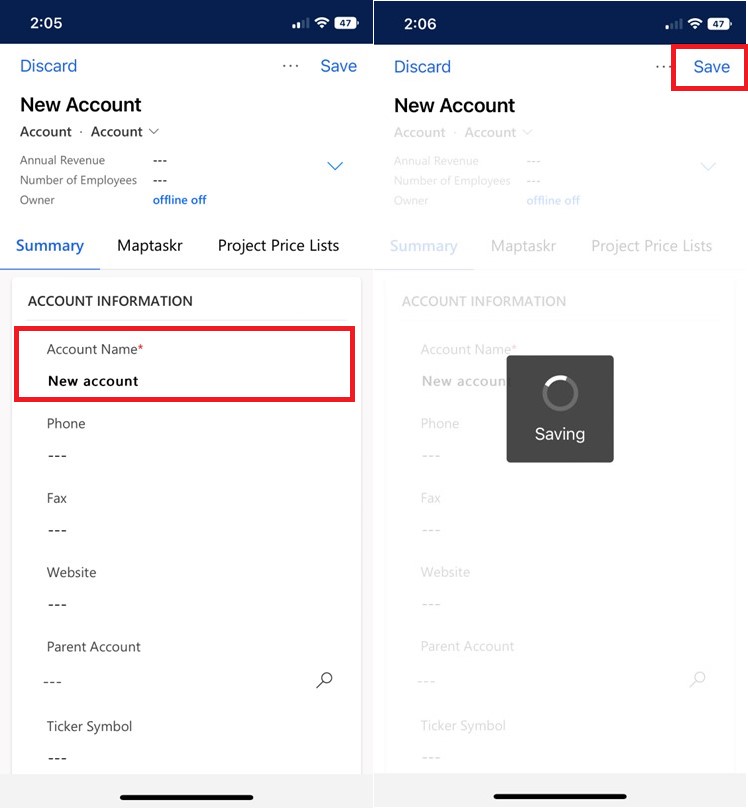 2:05
47
Discard
···
Save
New Account
Account · Account
Annual Revenue ---
Number of Employees ---
Owner offline off
Summary Maptaskr Project Price Lists
ACCOUNT INFORMATION
Account Name*
New account
Phone
---
Fax
---
Website
---
Parent Account
---
Ticker Symbol
---
2:06
47
Discard
···
Save
New Account
Account · Account
Annual Revenue ---
Number of Employees ---
Owner offline off
Summary Maptaskr Project Price Lists
ACCOUNT INFORMATION
Account Name*
New accoun
Saving
Phone
---
Fax
---
Website
---
Parent Account
---
Ticker Symbol
---